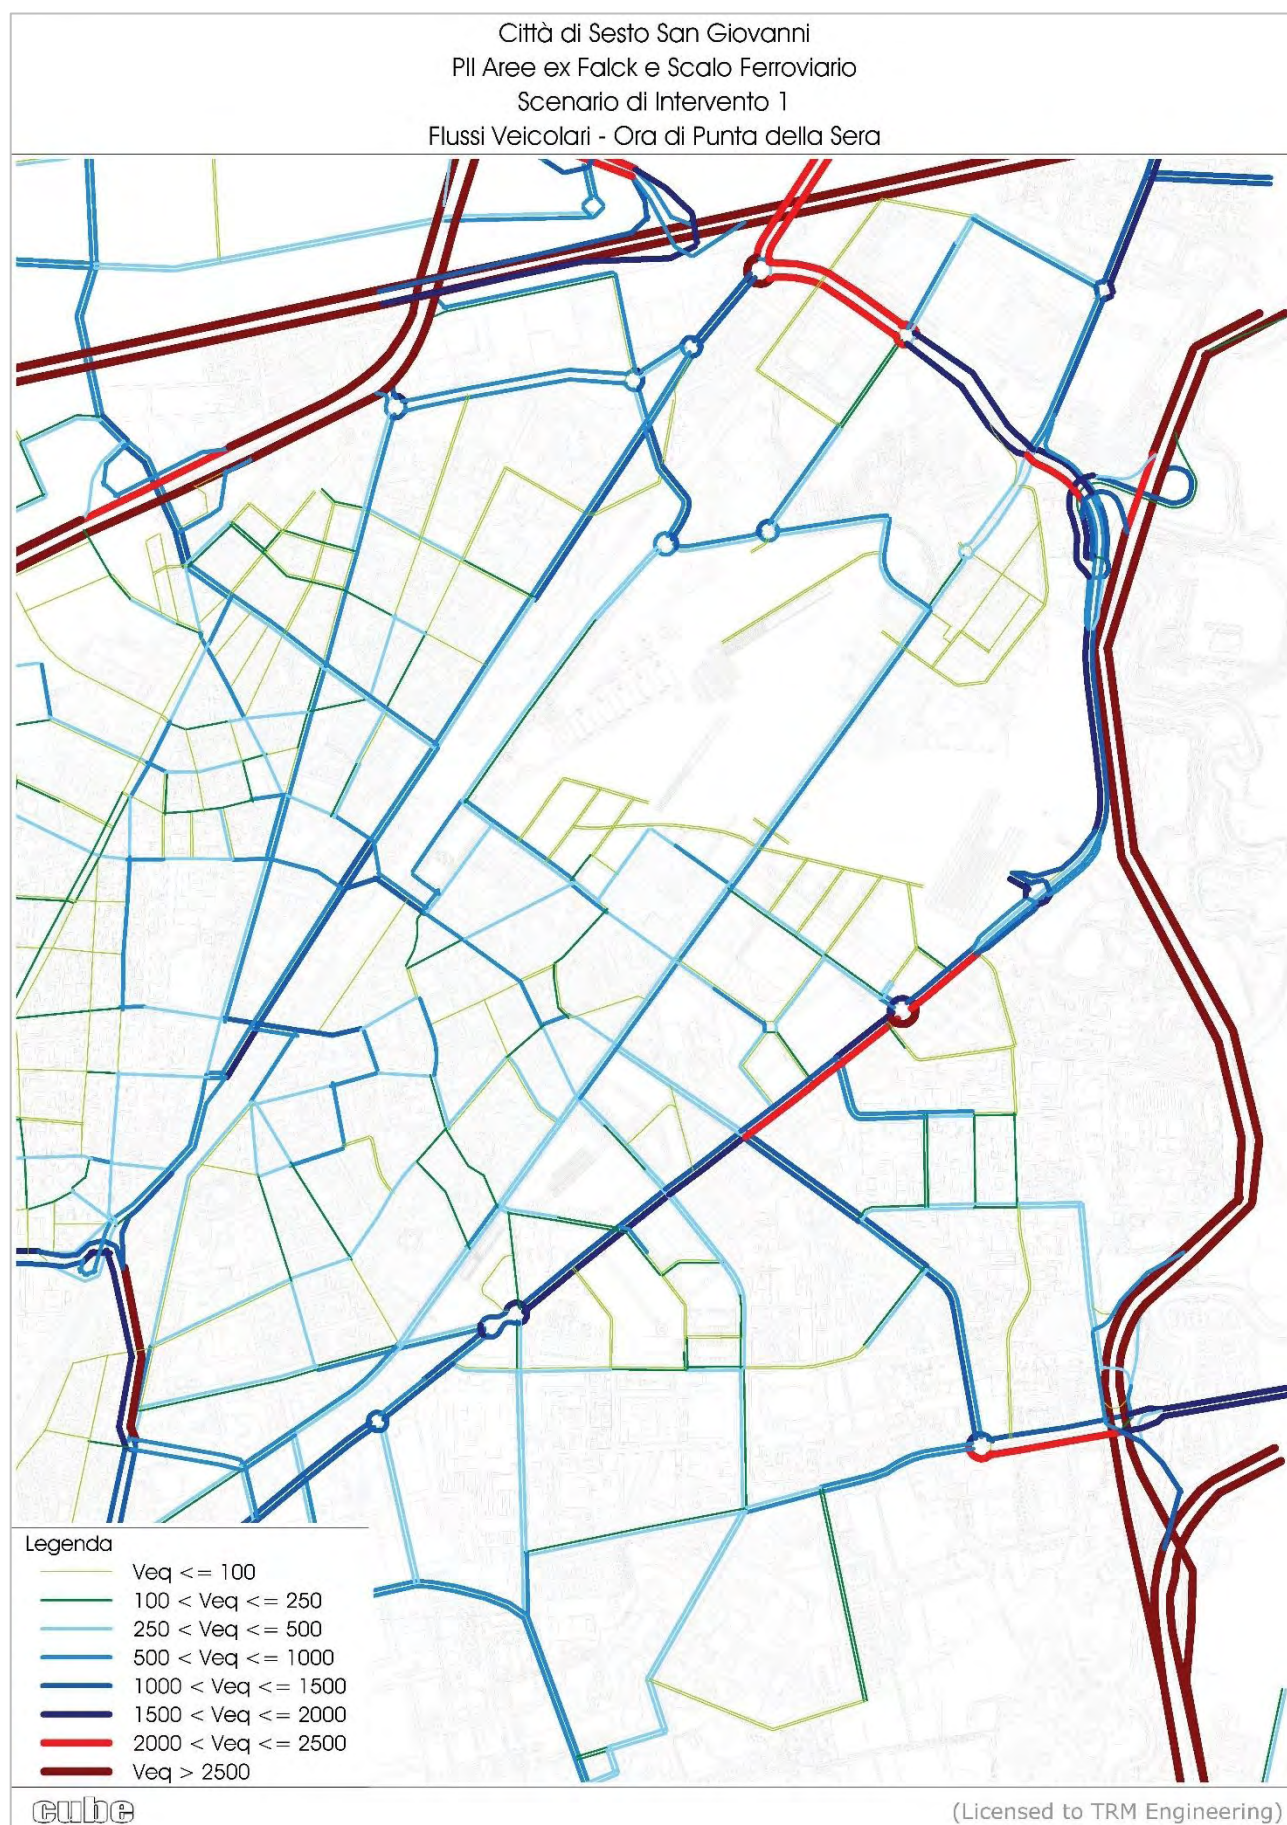 Città di Sesto San Giovanni
PII Aree ex Falck e Scalo Ferroviario
Scenario di Intervento 1
Flussi Veicolari - Ora di Punta della Sera
Legenda
Veq <= 100
100 < Veq <= 250
250 < Veq <= 500
500 < Veq <= 1000
1000 < Veq <= 1500
1500 < Veq <= 2000
2000 < Veq <= 2500
Veq > 2500
cube
(Licensed to TRM Engineering)